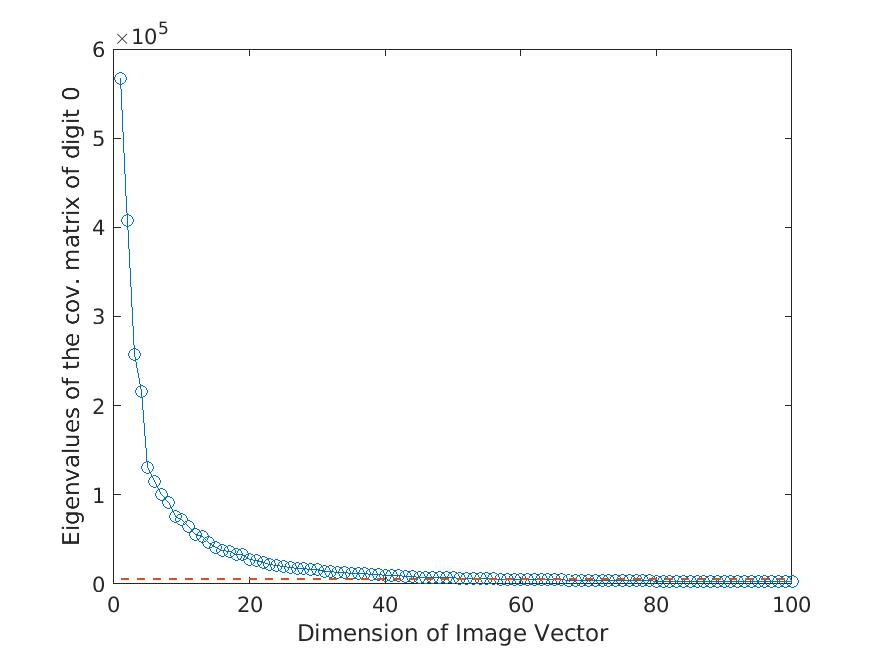 ×10^5
6
5
4
3
2
1
0
Eigenvalues of the cov. matrix of digit 0
0 20 40 60 80 100
Dimension of Image Vector